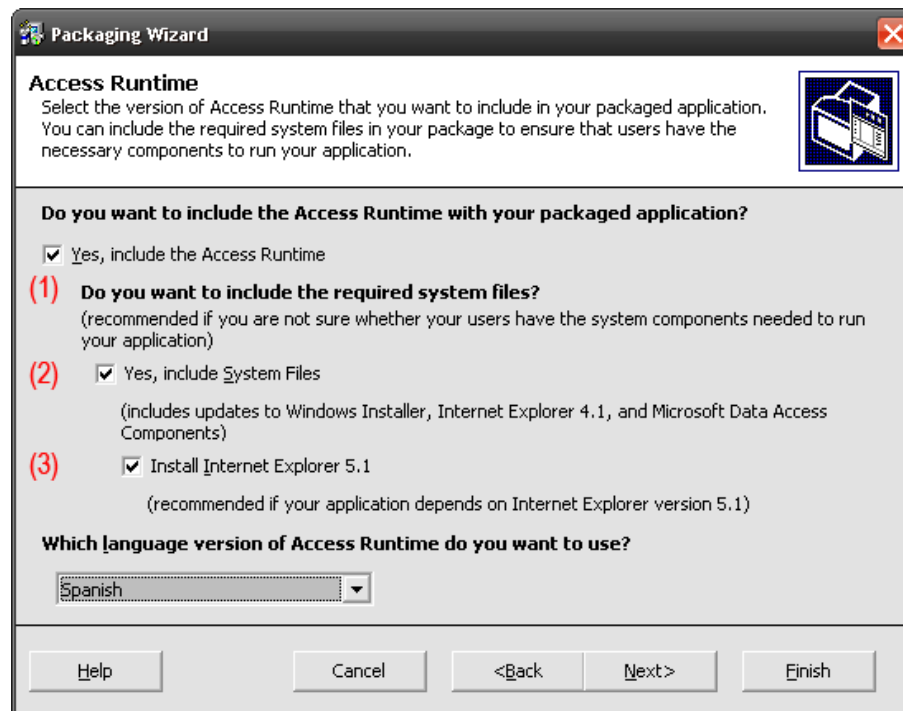 Packaging Wizard
Access Runtime
Select the version of Access Runtime that you want to include in your packaged application.
You can include the required system files in your package to ensure that users have the
necessary components to run your application.
Do you want to include the Access Runtime with your packaged application?
Yes, include the Access Runtime
(1) Do you want to include the required system files?
(recommended if you are not sure whether your users have the system components needed to run
your application)
(2) Yes, include System Files
(includes updates to Windows Installer, Internet Explorer 4.1, and Microsoft Data Access
Components)
(3) Install Internet Explorer 5.1
(recommended if your application depends on Internet Explorer version 5.1)
Which language version of Access Runtime do you want to use?
Spanish
Help Cancel <Back Next> Finish